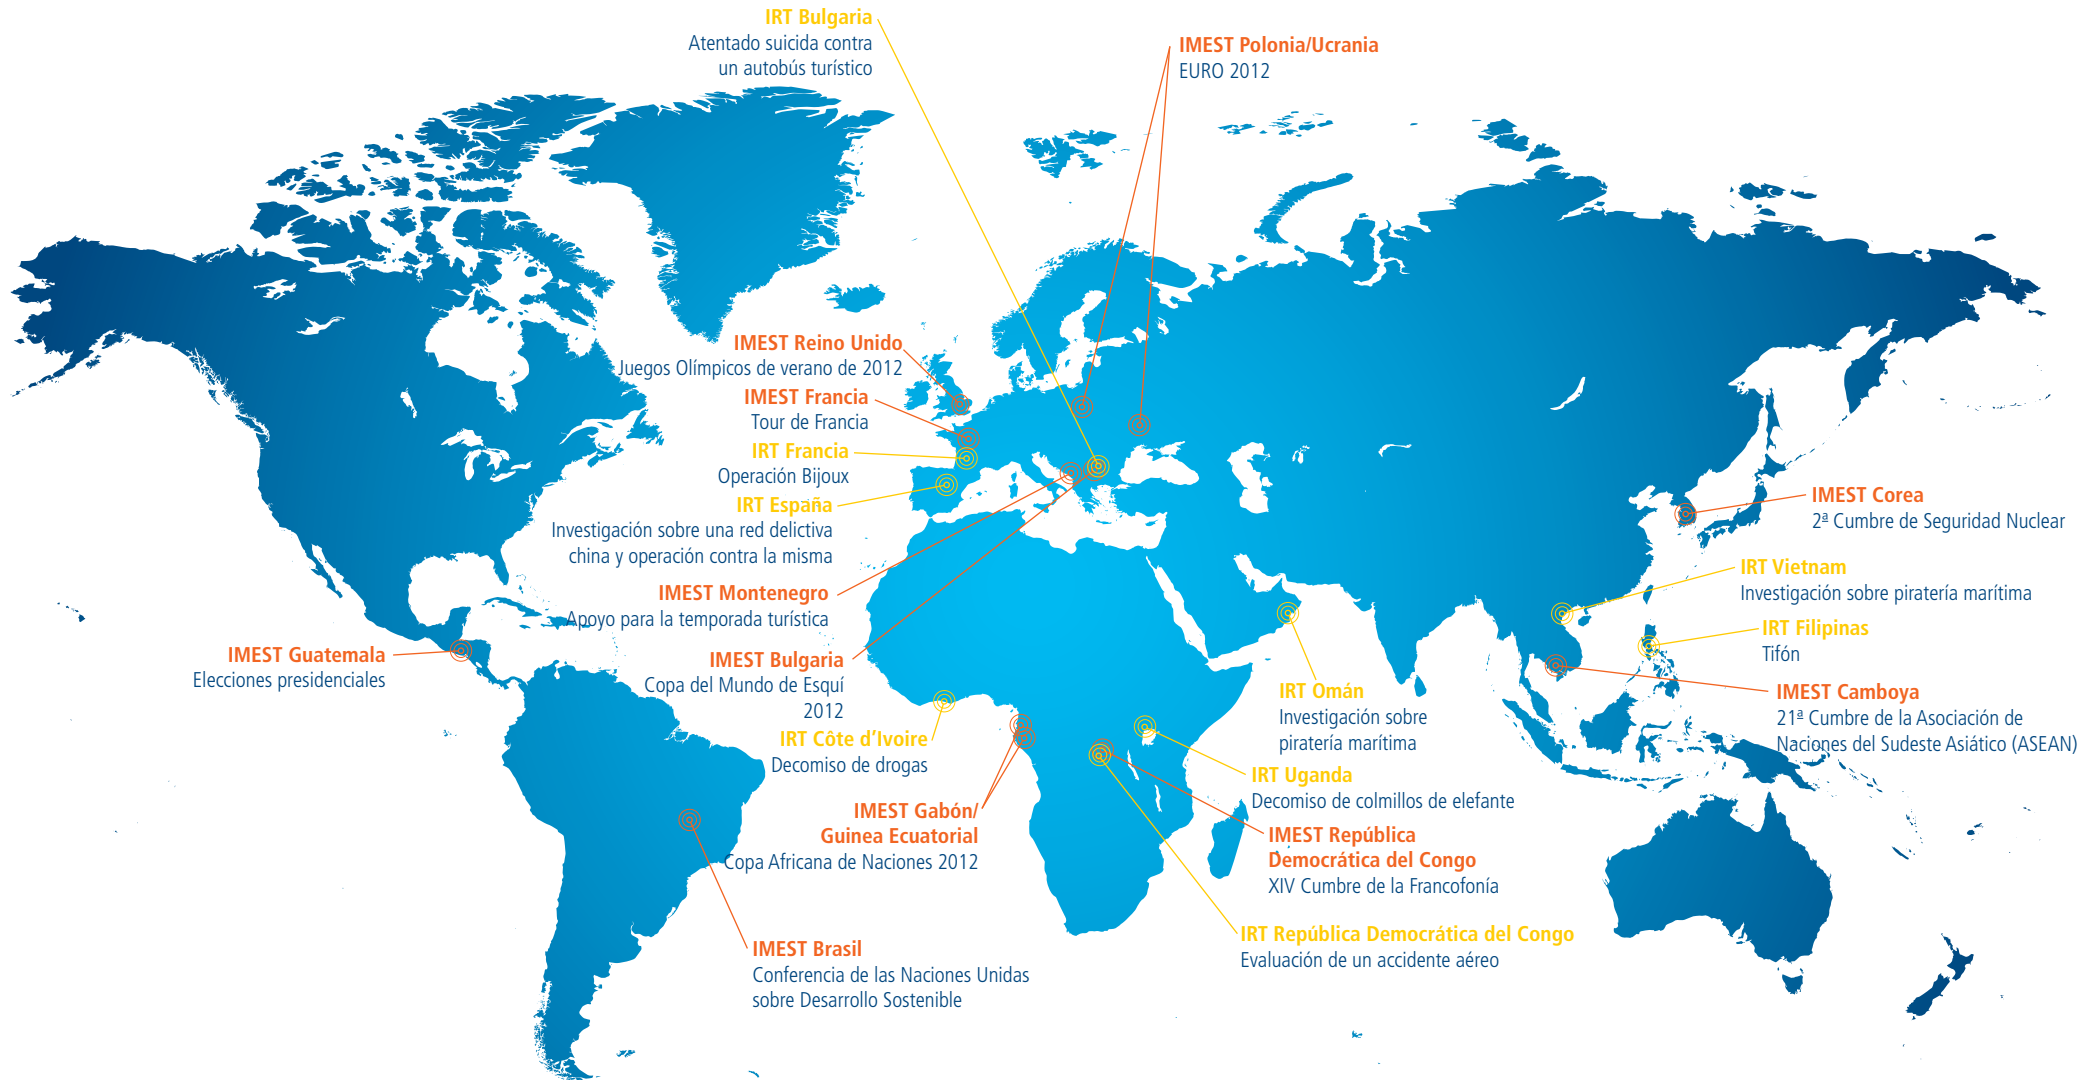 IRT Bulgaria
Atentado suicida contra
un autobús turístico
IMEST Polonia/Ucrania
EURO 2012
IMEST Reino Unido
Juegos Olímpicos de verano de 2012
IMEST Francia
Tour de Francia
IRT Francia
Operación Bijoux
IRT España
Investigación sobre una red delictiva
china y operación contra la misma
IMEST Montenegro
Apoyo para la temporada turística
IMEST Guatemala
Elecciones presidenciales
IMEST Bulgaria
Copa del Mundo de Esquí
2012
IRT Côte d’Ivoire
Decomiso de drogas
IMEST Gabón/
Guinea Ecuatorial
Copa Africana de Naciones 2012
IMEST Brasil
Conferencia de las Naciones Unidas
sobre Desarrollo Sostenible
IMEST Corea
2ª Cumbre de Seguridad Nuclear
IRT Vietnam
Investigación sobre piratería marítima
IRT Filipinas
Tifón
IMEST Camboya
21ª Cumbre de la Asociación de
Naciones del Sudeste Asiático (ASEAN)
IRT Omán
Investigación sobre
piratería marítima
IRT Uganda
Decomiso de colmillos de elefante
IMEST República
Democrática del Congo
XIV Cumbre de la Francofonía
IRT República Democrática del Congo
Evaluación de un accidente aéreo